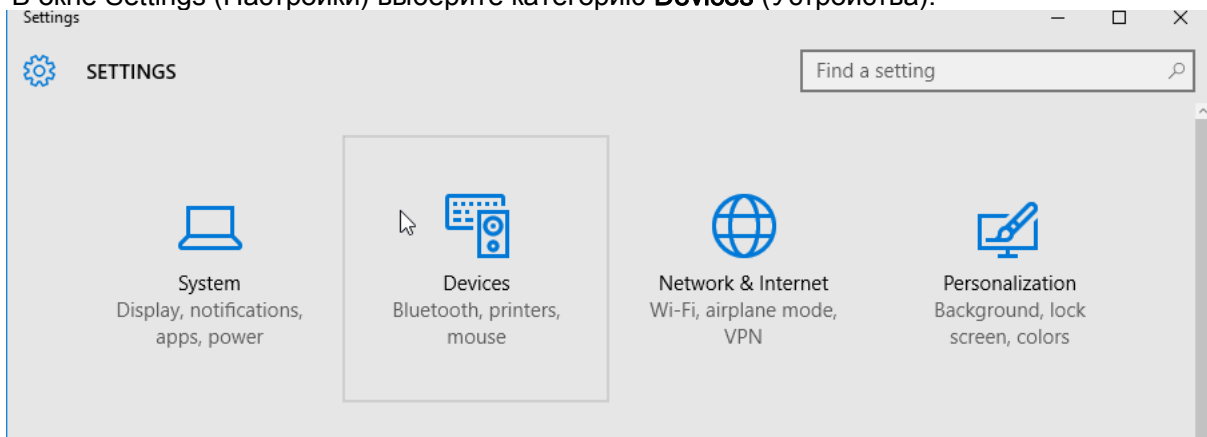 В окне Settings (Настройки) выберите категорию Devices (Устройства).
Settings
SETTINGS
Find a setting
System
Display, notifications,
apps, power
Devices
Bluetooth, printers,
mouse
Network & Internet
Wi-Fi, airplane mode,
VPN
Personalization
Background, lock
screen, colors